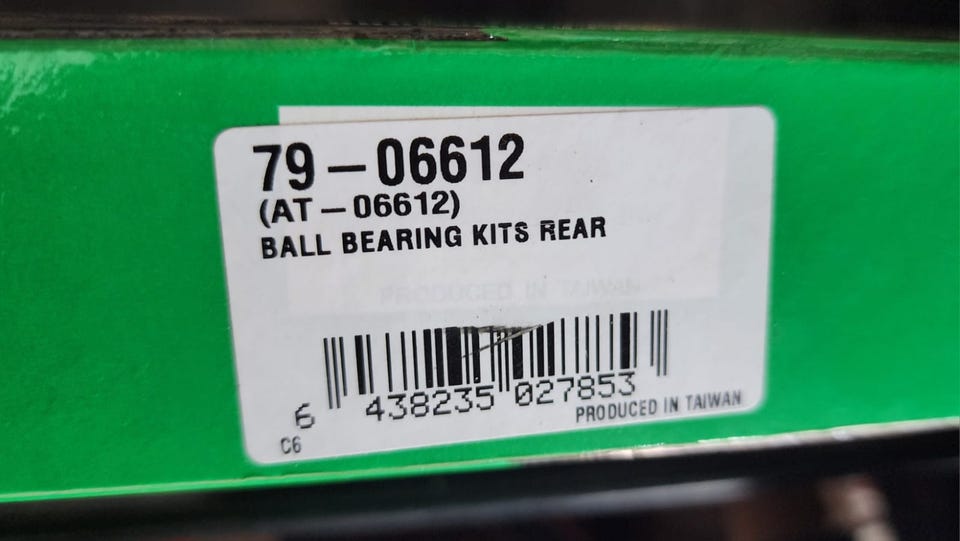 79-06612
(AT-06612)
BALL BEARING KITS REAR
PRODUCED IN TAIWAN
6 438235 027853
PRODUCED IN TAIWAN
C6